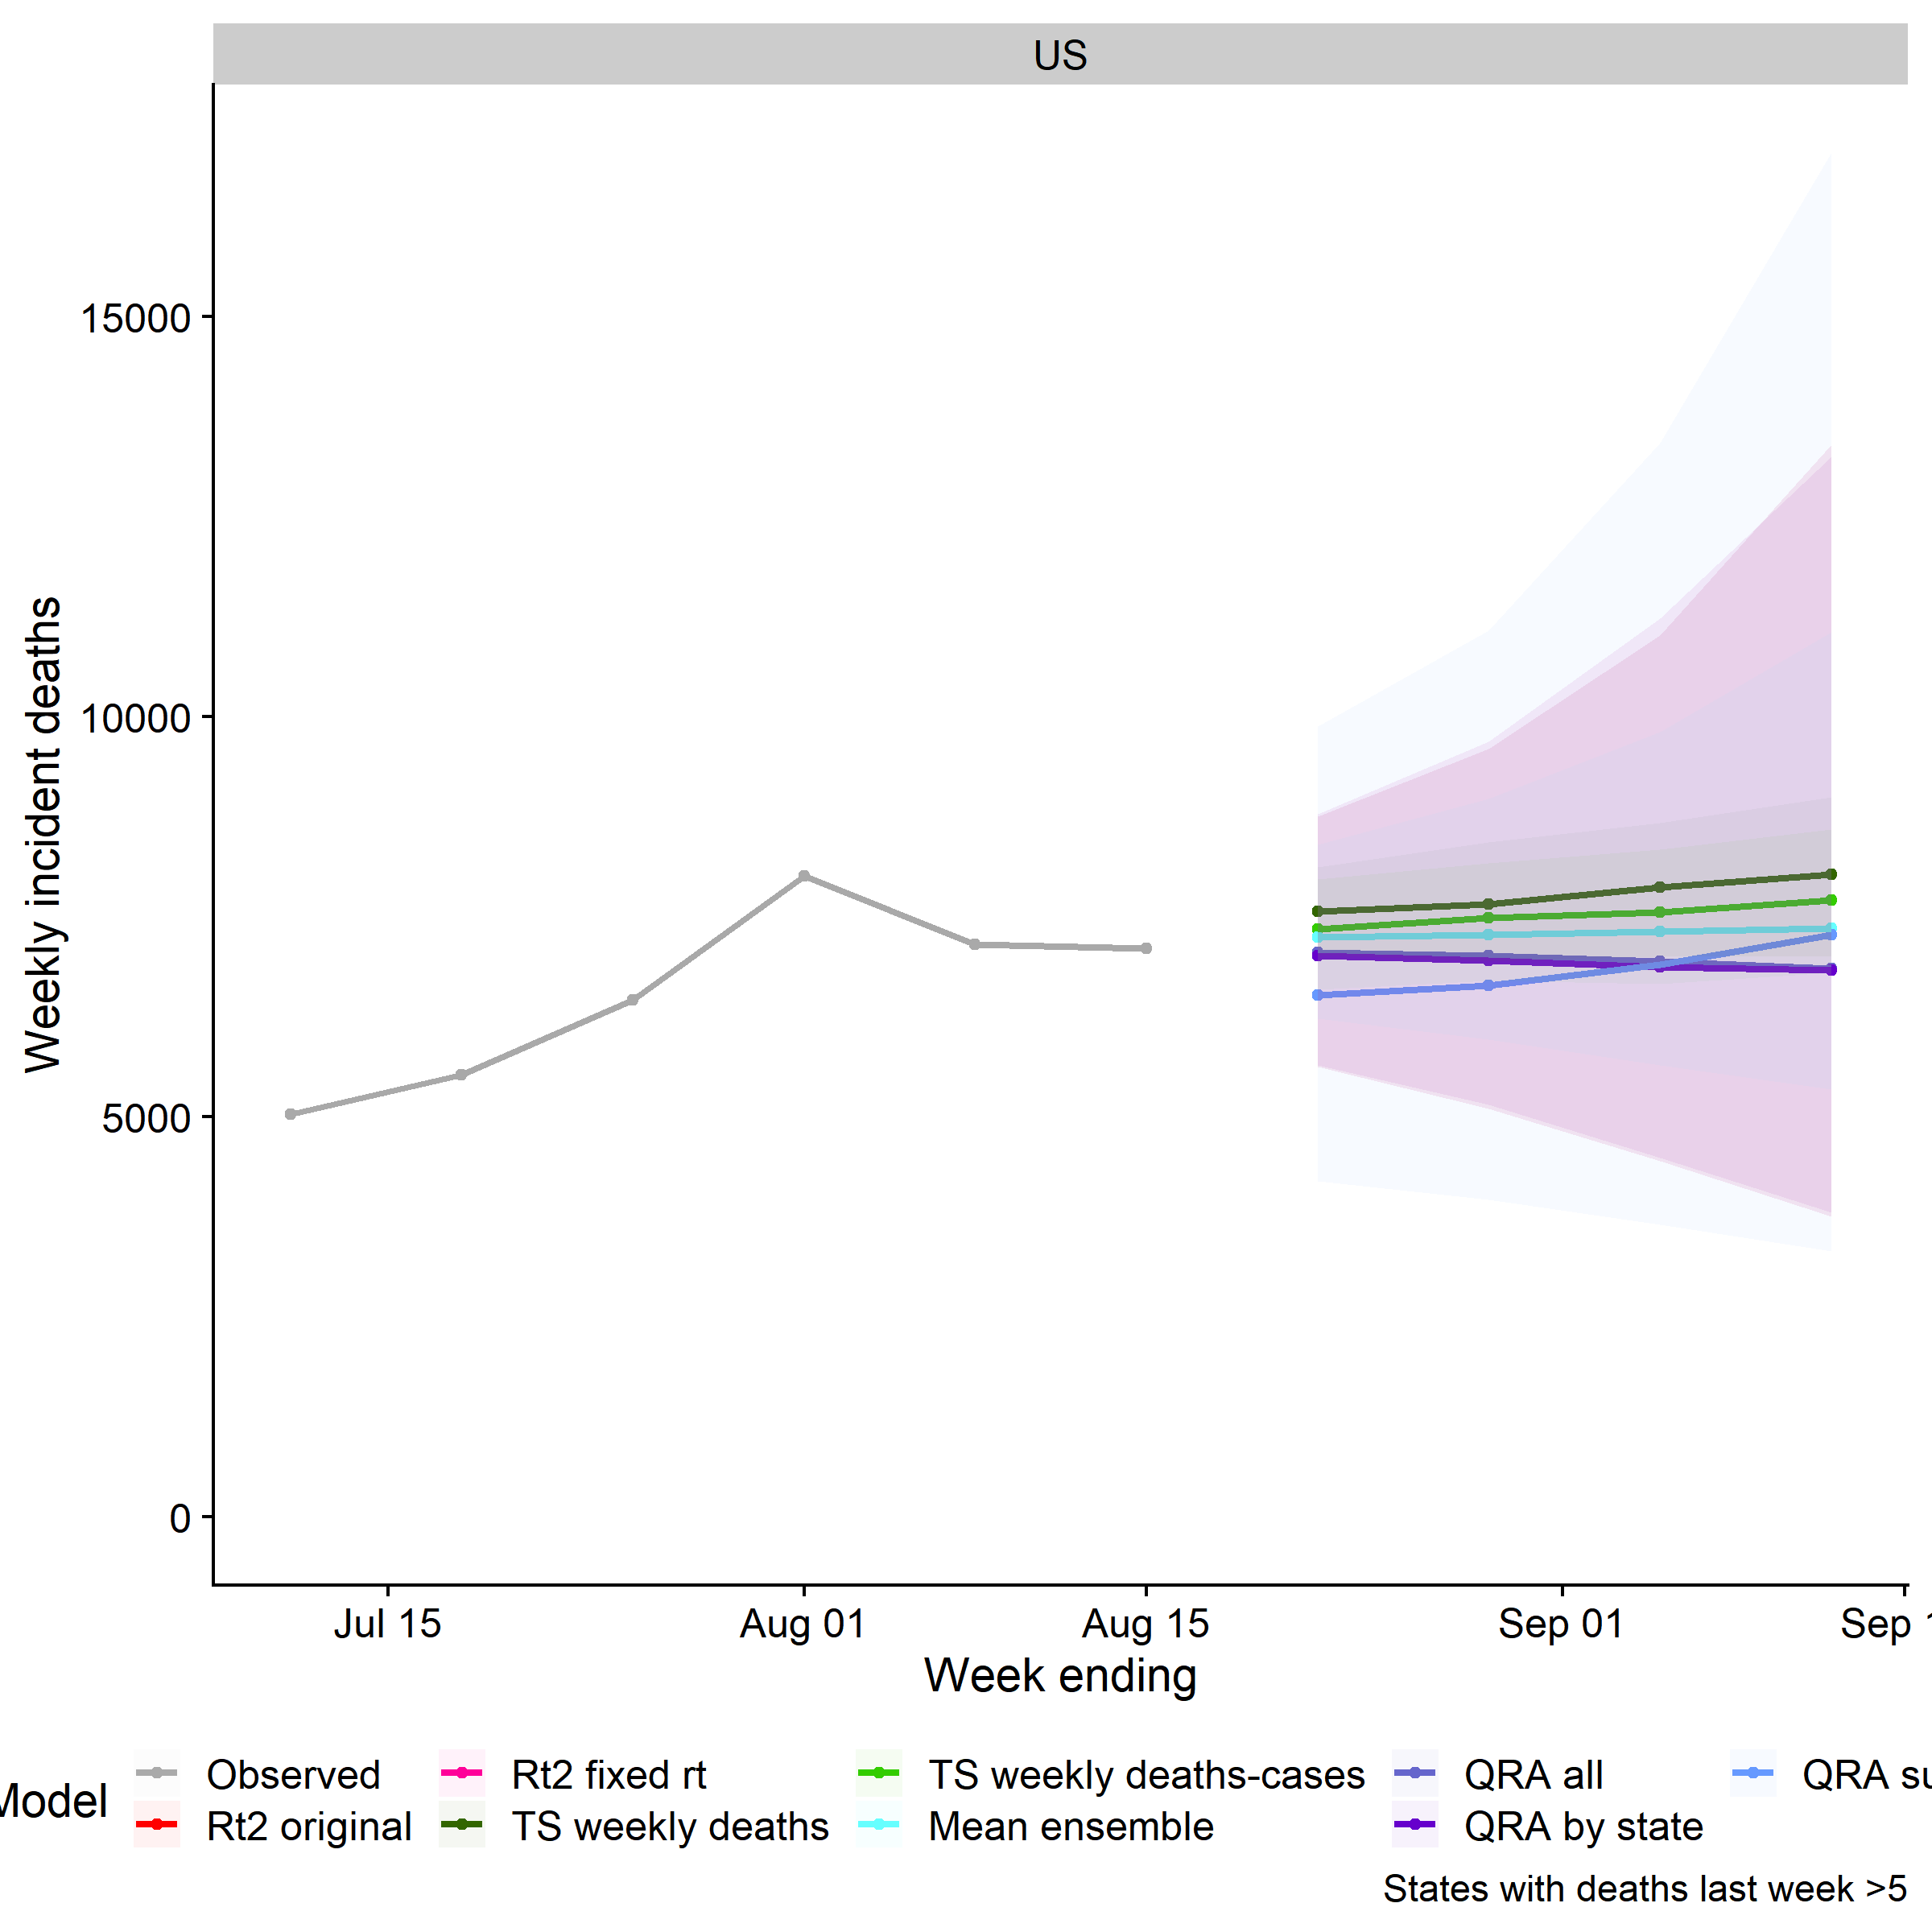 US
Weekly incident deaths
15000
10000
5000
0
Jul 15
Aug 01
Aug 15
Sep 01
Sep
Week ending
Model
Observed
Rt2 fixed rt
TS weekly deaths-cases
QRA all
QRA
Rt2 original
TS weekly deaths
Mean ensemble
QRA by state
States with deaths last week >5